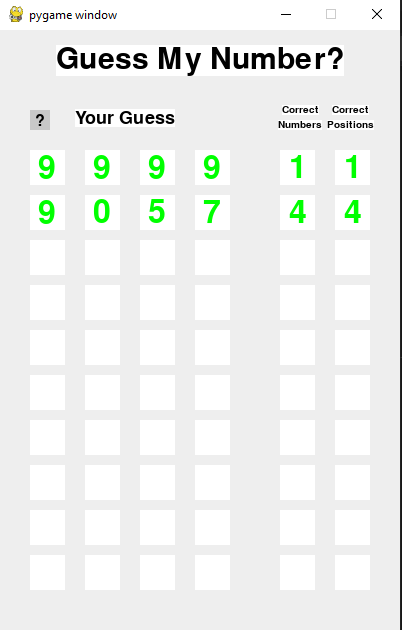 pygame window
Guess My Number?
? Your Guess Correct Numbers Correct Positions
9 9 9 9 1 1
9 0 5 7 4 4